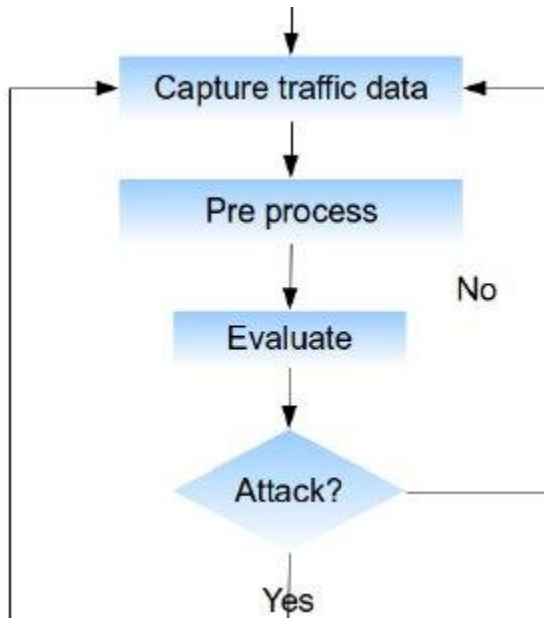 Capture traffic data
Pre process
No
Evaluate
Attack?
Yes